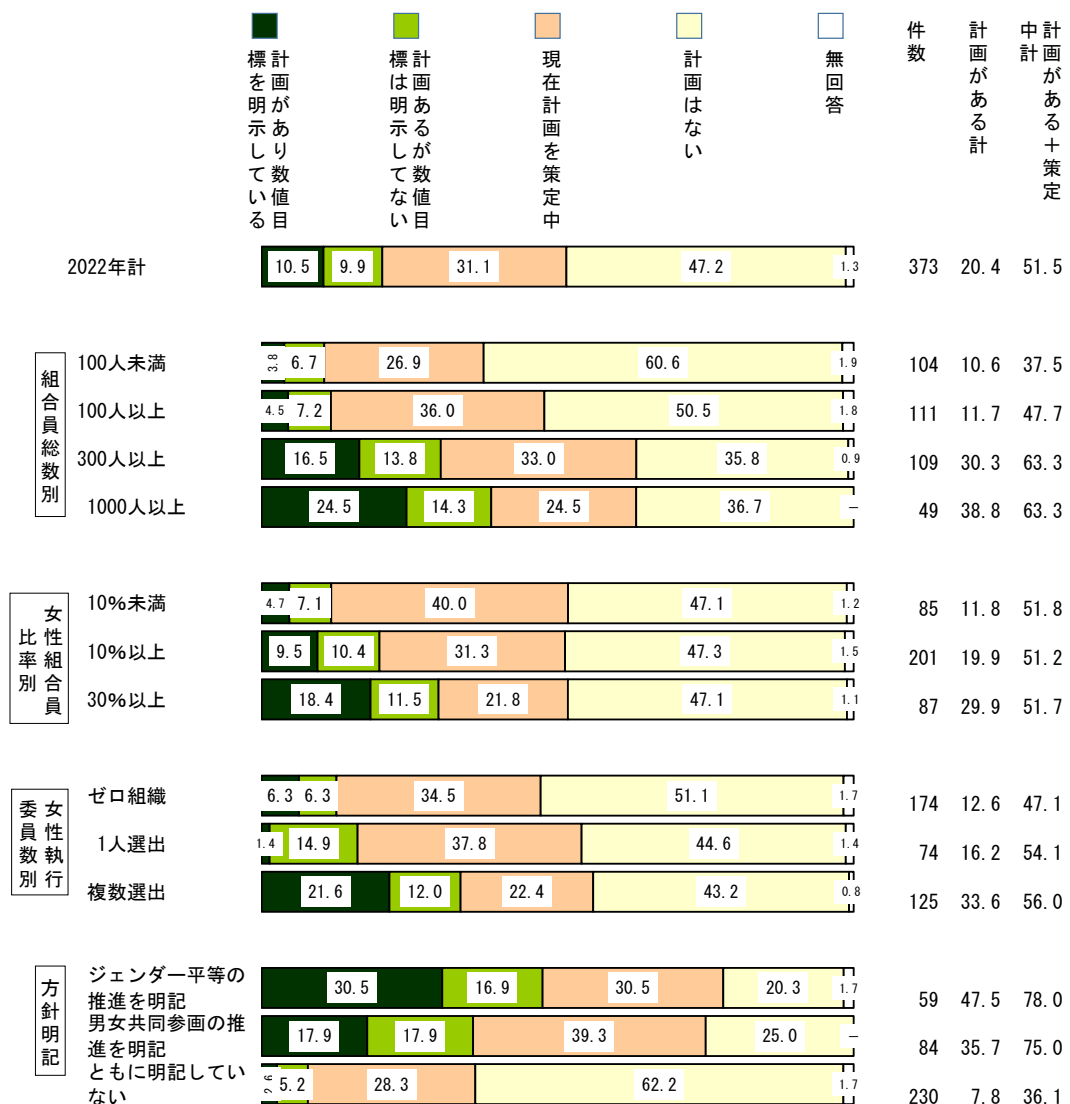 計画があり数値目
標を明示している
計画あるが数値目
標は明示してない
現在計画を策定中
計画はない
無回答
件数
計画がある計
計画がある＋策定
中計
2022年計 10.5 9.9 31.1 47.2 1.3 373 20.4 51.5
組合員総数別
100人未満 3.8 6.7 26.9 60.6 1.9 104 10.6 37.5
100人以上 4.5 7.2 36.0 50.5 1.8 111 11.7 47.7
300人以上 16.5 13.8 33.0 35.8 0.9 109 30.3 63.3
1000人以上 24.5 14.3 24.5 36.7 － 49 38.8 63.3
女性組合員
比率別
10%未満 4.7 7.1 40.0 47.1 1.2 85 11.8 51.8
10%以上 9.5 10.4 31.3 47.3 1.5 201 19.9 51.2
30%以上 18.4 11.5 21.8 47.1 1.1 87 29.9 51.7
女性執行
委員数別
ゼロ組織 6.3 6.3 34.5 51.1 1.7 174 12.6 47.1
1人選出 1.4 14.9 37.8 44.6 1.4 74 16.2 54.1
複数選出 21.6 12.0 22.4 43.2 0.8 125 33.6 56.0
方針明記
ジェンダー平等の
推進を明記 30.5 16.9 30.5 20.3 1.7 59 47.5 78.0
男女共同参画の推
進を明記 17.9 17.9 39.3 25.0 － 84 35.7 75.0
ともに明記してい
ない 2.6 5.2 28.3 62.2 1.7 230 7.8 36.1